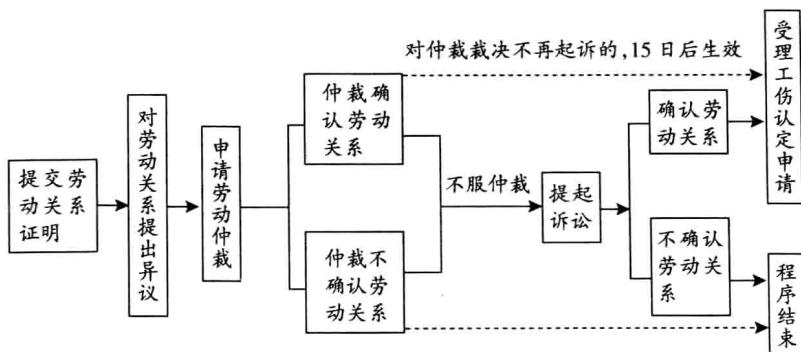 提交劳
动关系
证明
对劳动关系提出异议
申请劳动仲裁
仲裁确
认劳动
关系
仲裁不
确认劳
动关系
对仲裁裁决不再起诉的,15日后生效
不服仲裁
提起
诉讼
确认劳
动关系
不确认
劳动关
系
受理工伤认定申请
程序结束